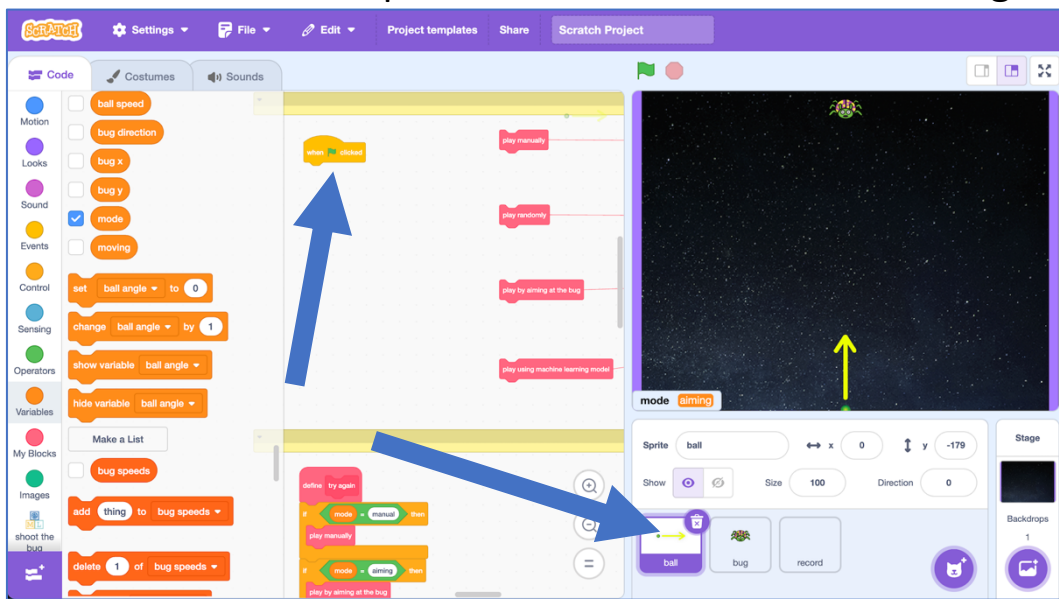 SCRATCH Settings File Edit Project templates Share Scratch Project
Code Costumes Sounds
Motion
Looks
Sound
Events
Control
Sensing
Operators
Variables
My Blocks
Images
shoot the
bug
ball speed
bug direction
bug x
bug y
mode
moving
set ball angle to 0
change ball angle by 1
show variable ball angle
hide variable ball angle
Make a List
bug speeds
add thing to bug speeds
delete 1 of bug speeds
when clicked
play manually
play randomly
play by aiming at the bug
play using machine learning model
define try again
if mode = manual then
play manually
if mode = aiming then
play by aiming at the bug
mode aiming
Sprite ball x 0 y -179
Show Size 100 Direction 0
ball bug record
Stage
Backdrops
1